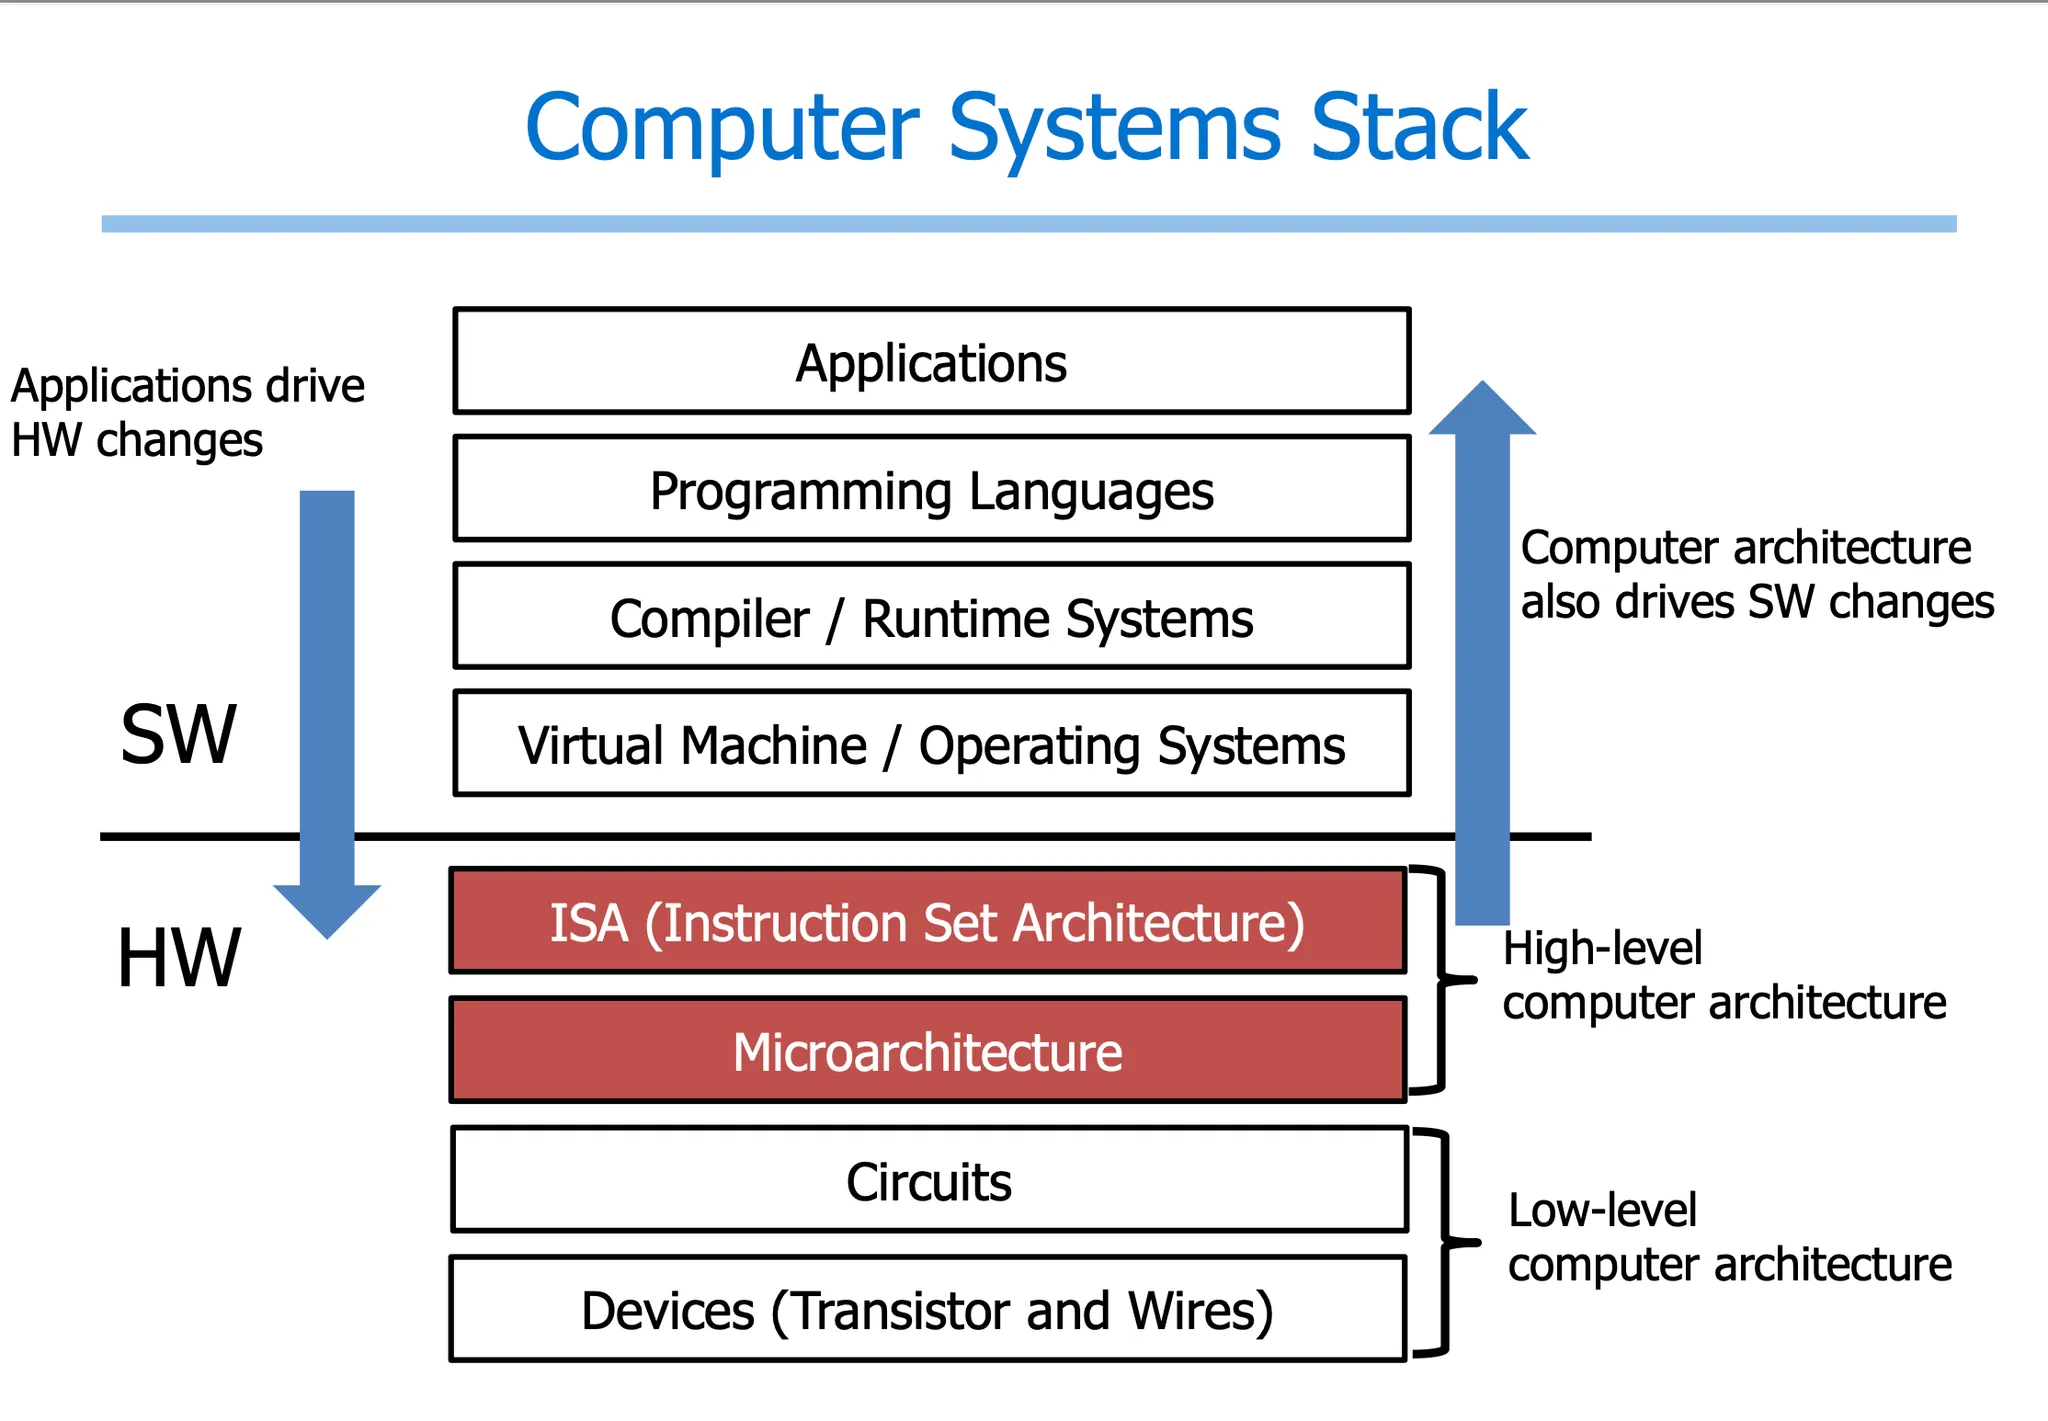 Computer Systems Stack
Applications drive
HW changes
Applications
Programming Languages
Compiler / Runtime Systems
Virtual Machine / Operating Systems
Computer architecture
also drives SW changes
SW
HW
ISA (Instruction Set Architecture)
Microarchitecture
High-level
computer architecture
Circuits
Devices (Transistor and Wires)
Low-level
computer architecture